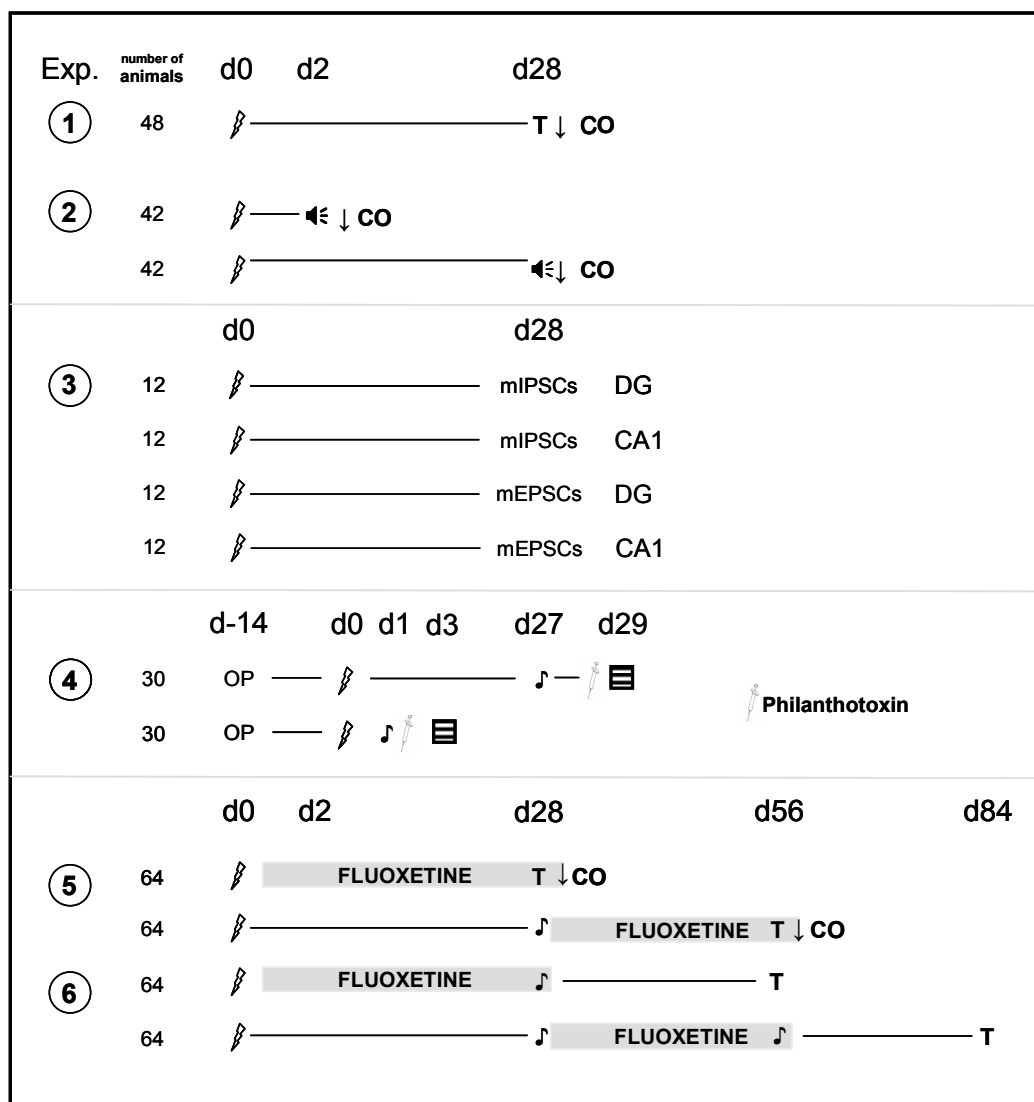 Exp. number of animals d0 d2 d28
1 48 T ↓ CO
2 42 ↓ CO
42 ↓ CO
d0 d28
3 12 mIPSCs DG
12 mIPSCs CA1
12 mEPSCs DG
12 mEPSCs CA1
d-14 d0 d1 d3 d27 d29
4 30 OP ♪
Philanthotoxin
30 OP ♪
d0 d2 d28 d56 d84
5 64 FLUOXETINE T ↓ CO
64 ♪ FLUOXETINE T ↓ CO
6 64 FLUOXETINE ♪ T
64 ♪ FLUOXETINE ♪ T